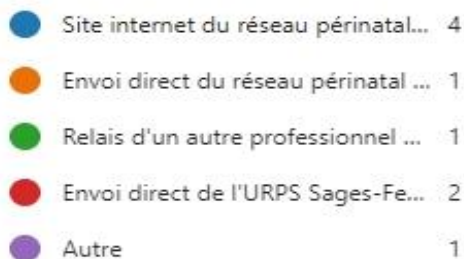 Site internet du réseau périnatal... 4
Envoi direct du réseau périnatal ... 1
Relais d'un autre professionnel ... 1
Envoi direct de l'URPS Sages-Fe... 2
Autre 1